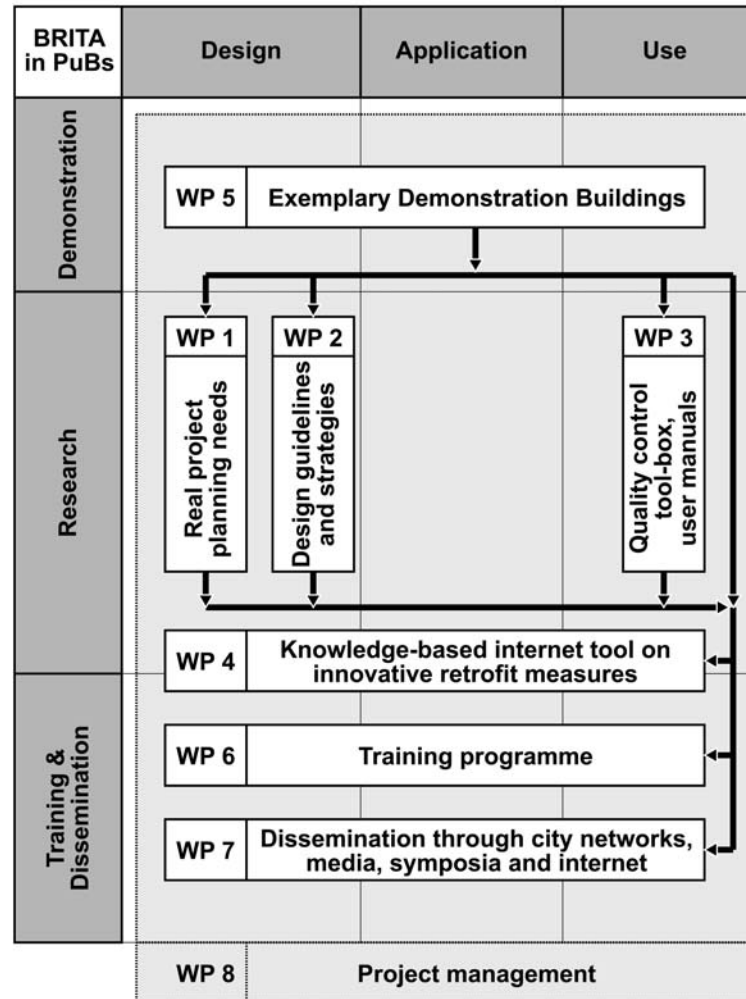 BRITA
in PuBs
Design
Application
Use
Demonstration
WP 5
Exemplary Demonstration Buildings
Research
WP 1
Real project
planning needs
WP 2
Design guidelines
and strategies
WP 3
Quality control
tool-box,
user manuals
WP 4
Knowledge-based internet tool on
innovative retrofit measures
Training &
Dissemination
WP 6
Training programme
WP 7
Dissemination through city networks,
media, symposia and internet
WP 8
Project management